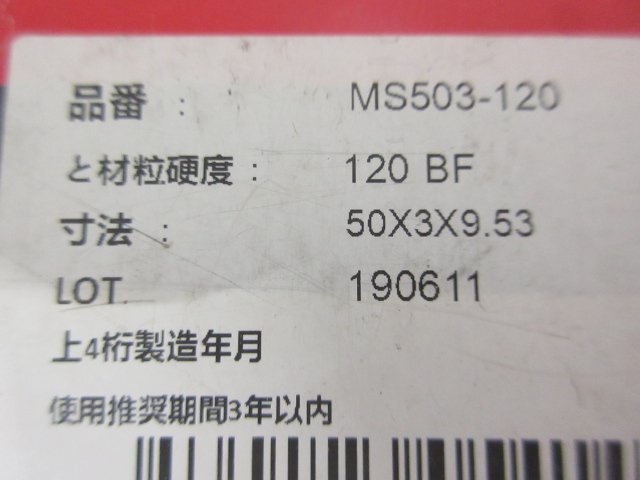 品番 : MS503-120
と材粒硬度 : 120 BF
寸法 : 50X3X9.53
LOT. 190611
上4桁製造年月
使用推奨期間3年以内